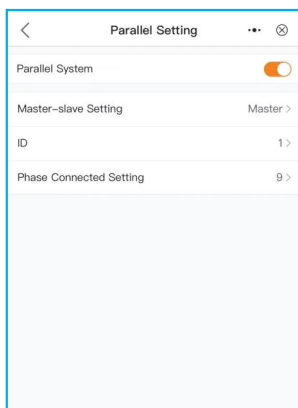 Parallel Setting
Parallel System
Master-slave Setting Master >
ID 1 >
Phase Connected Setting 9 >